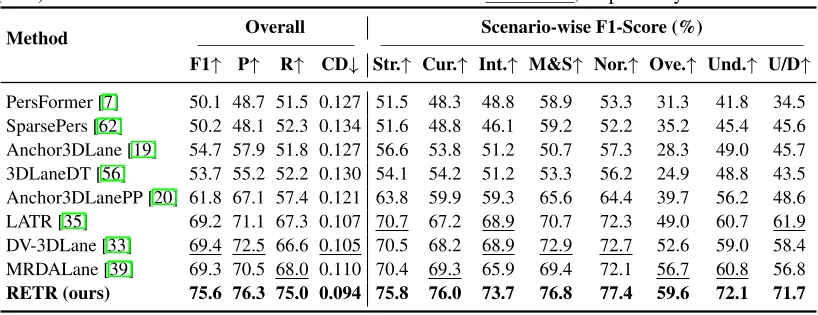 Method Overall Scenario-wise F1-Score (%)
F1↑ P↑ R↑ CD↓ Str.↑ Cur.↑ Int.↑ M&S↑ Nor.↑ Ove.↑ Und.↑ U/D↑
PersFormer [7] 50.1 48.7 51.5 0.127 51.5 48.3 48.8 58.9 53.3 31.3 41.8 34.5
SparsePers [62] 50.2 48.1 52.3 0.134 51.6 48.8 46.1 59.2 52.2 35.2 45.4 45.6
Anchor3DLane [19] 54.7 57.9 51.8 0.127 56.6 53.8 51.2 50.7 57.3 28.3 49.0 45.7
3DLaneDT [56] 53.7 55.2 52.2 0.130 54.1 54.2 51.2 53.3 56.2 24.9 48.8 43.5
Anchor3DLanePP [20] 61.8 67.1 57.4 0.121 63.8 59.9 59.3 65.6 64.4 39.7 56.2 48.6
LATR [35] 69.2 71.1 67.3 0.107 70.7 67.2 68.9 70.7 72.3 49.0 60.7 61.9
DV-3DLane [33] 69.4 72.5 66.6 0.105 70.5 68.2 68.9 72.9 72.7 52.6 59.0 58.4
MRDALane [39] 69.3 70.5 68.0 0.110 70.4 69.3 65.9 69.4 72.1 56.7 60.8 56.8
RETR (ours) 75.6 76.3 75.0 0.094 75.8 76.0 73.7 76.8 77.4 59.6 72.1 71.7